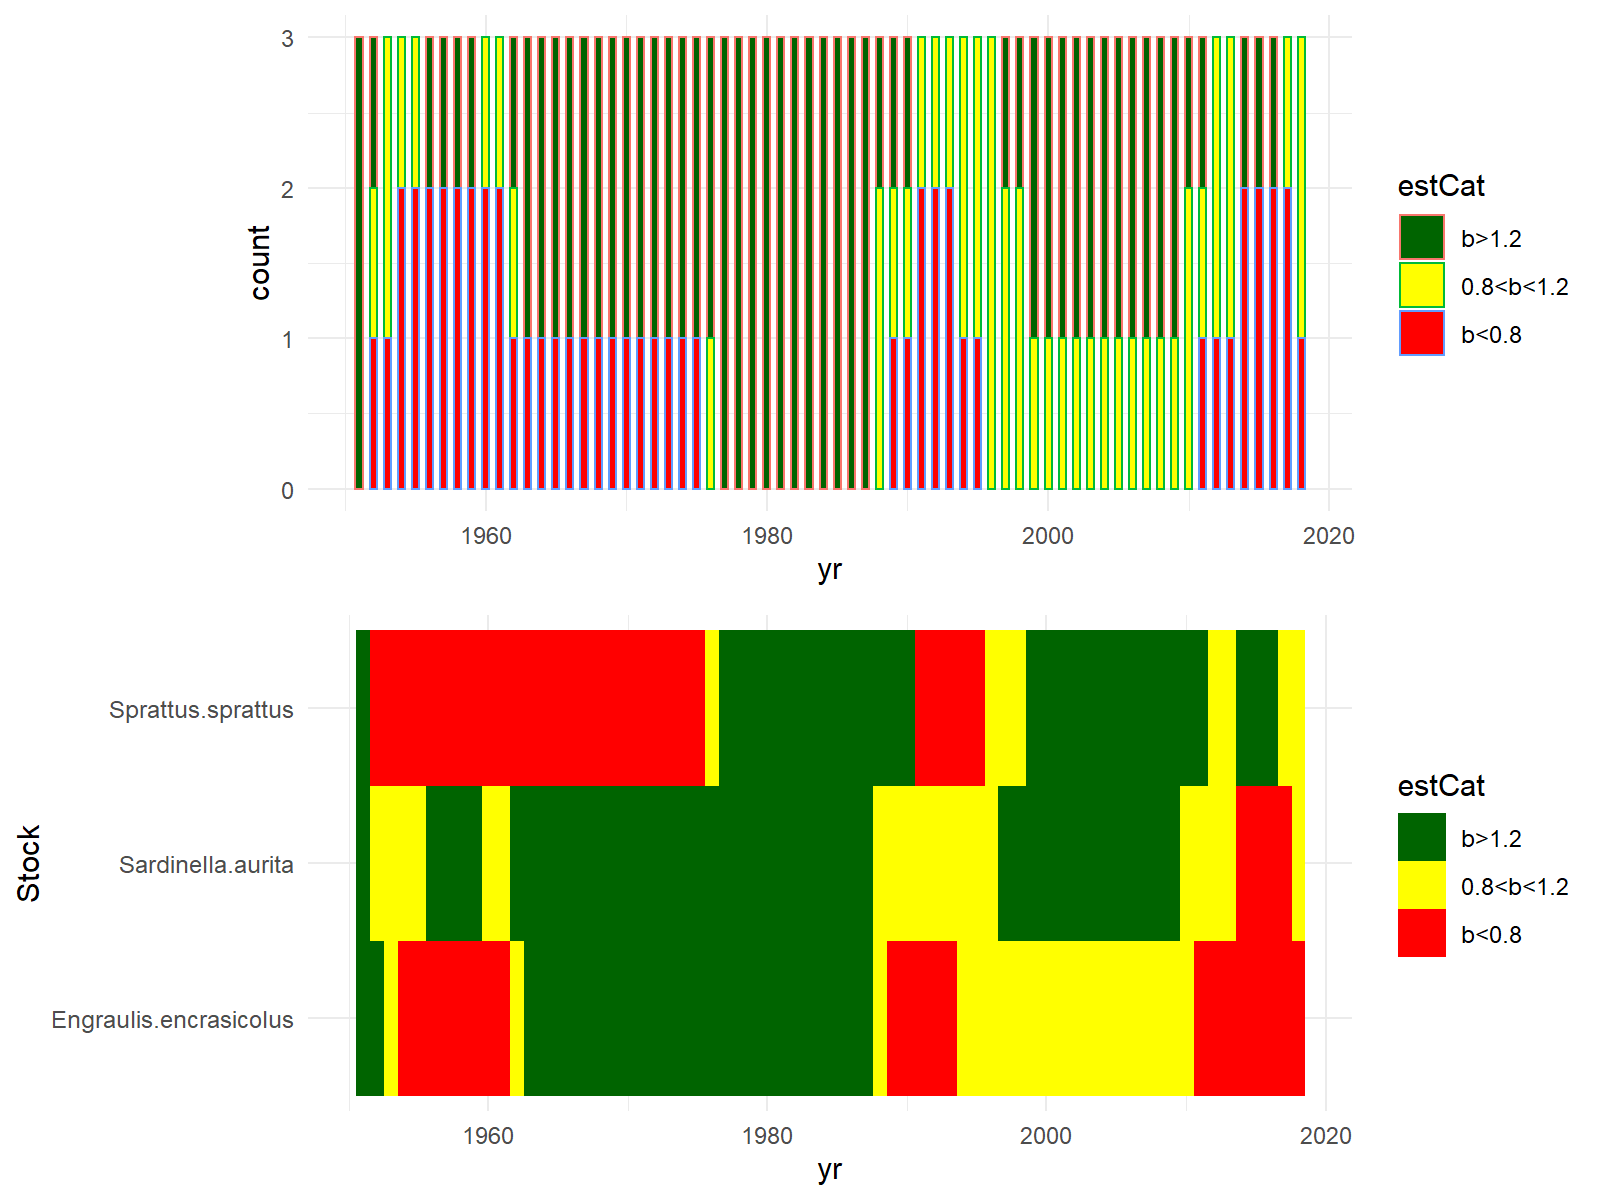 3
2
1
0
count
1960
1980
2000
2020
yr
estCat
b>1.2
0.8<b<1.2
b<0.8
Sprattus.sprattus
Sardinella.aurita
Engraulis.encrasicolus
Stock
1960
1980
2000
2020
yr
estCat
b>1.2
0.8<b<1.2
b<0.8